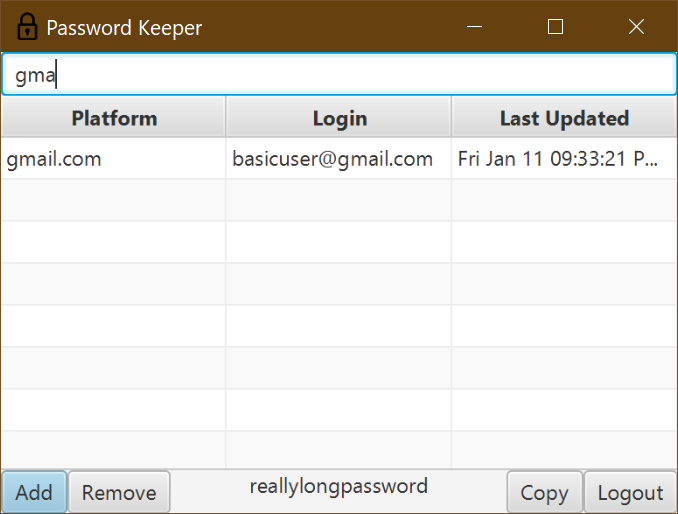 Password Keeper
gma
Platform Login Last Updated
gmail.com basicuser@gmail.com Fri Jan 11 09:33:21 P...
Add Remove reallylongpassword Copy Logout